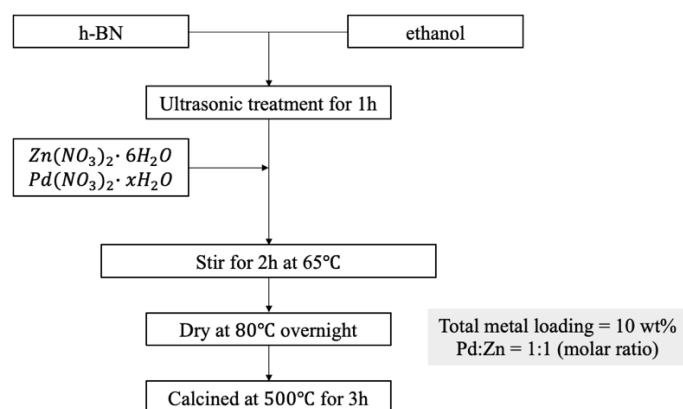 h-BN
ethanol
Ultrasonic treatment for 1h
Zn(NO₃)₂· 6H₂O
Pd(NO₃)₂· xH₂O
Stir for 2h at 65℃
Dry at 80℃ overnight
Total metal loading = 10 wt%
Pd:Zn = 1:1 (molar ratio)
Calcined at 500℃ for 3h